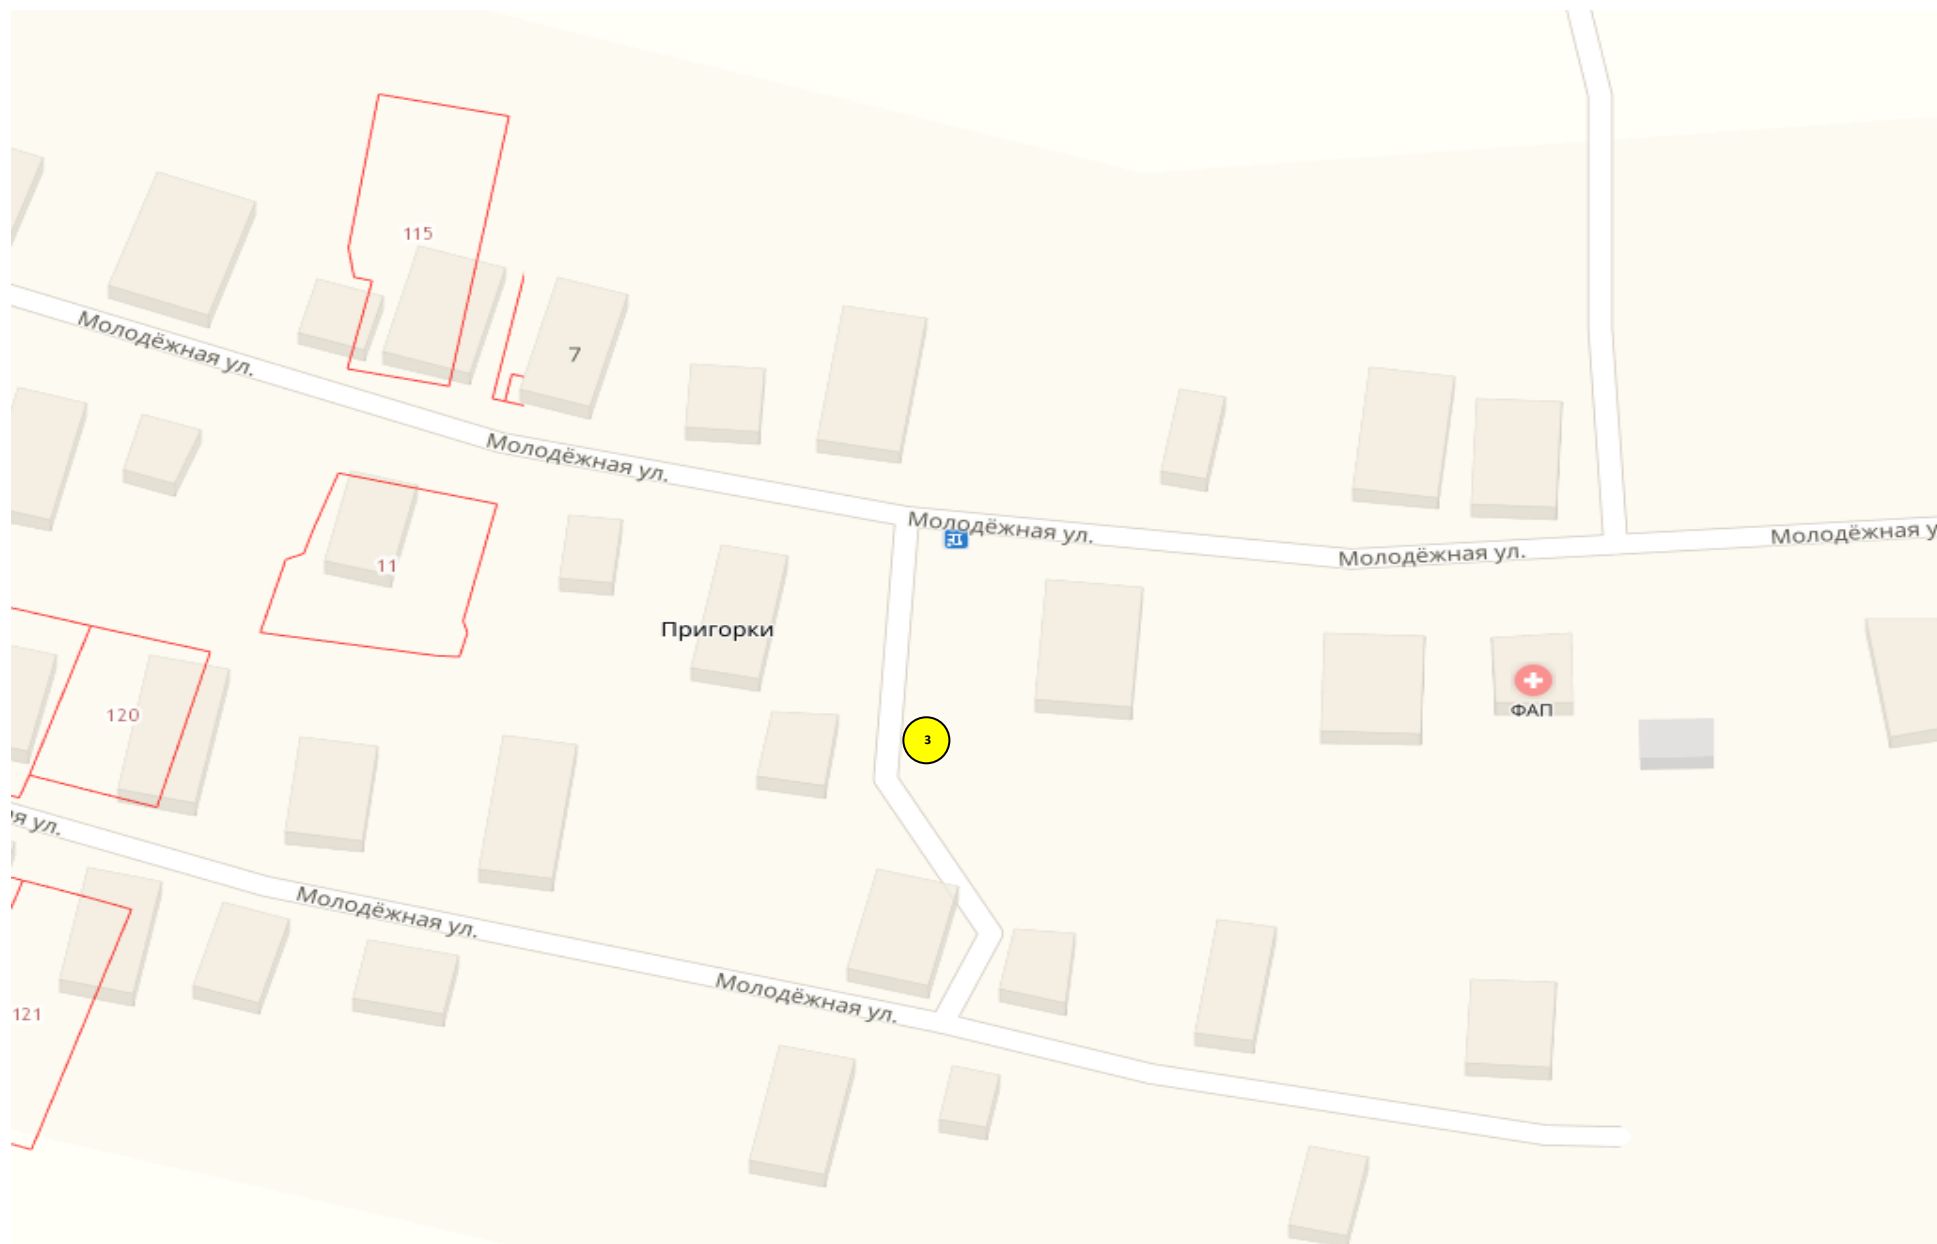 115
Молодёжная ул.
7
Молодёжная ул.
Молодёжная ул.
Молодёжная ул.
Молодёжная у
11
Пригорки
120
ФАП
3
я ул.
Молодёжная ул.
Молодёжная ул.
121